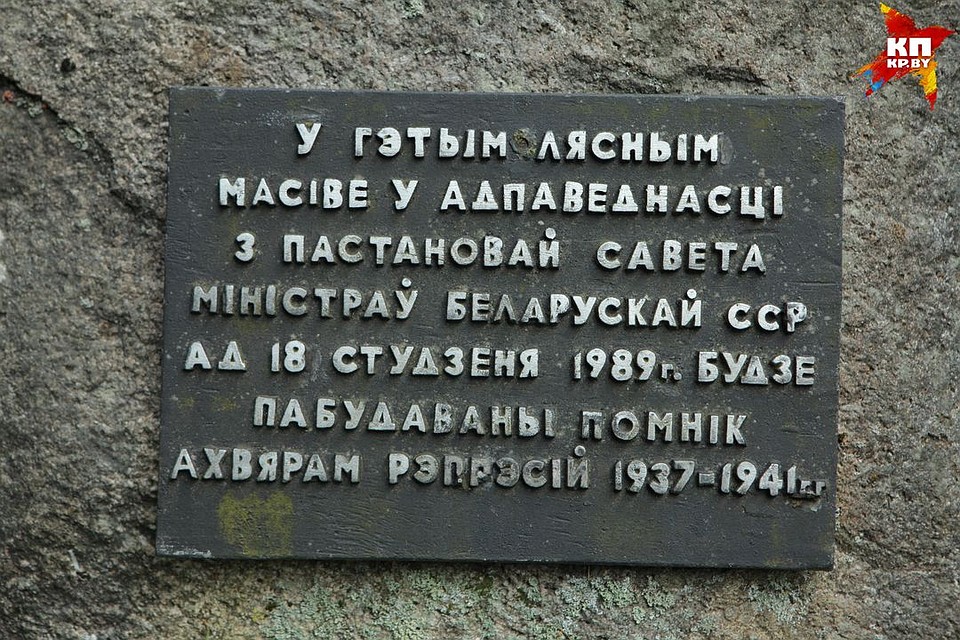 КП
KP.BY
У ГЭТЫМ ЛЯСНЫМ
МАСІВЕ У АДПАВЕДНАСЦІ
З ПАСТАНОВАЙ САВЕТА
МІНІСТРАЎ БЕЛАРУСКАЙ ССР
АД 18 СТУДЗЕНЯ 1989г. БУДЗЕ
ПАБУДАВАНЫ ПОМНІК
АХВЯРАМ РЭПРЭСІЙ 1937-1941г.г